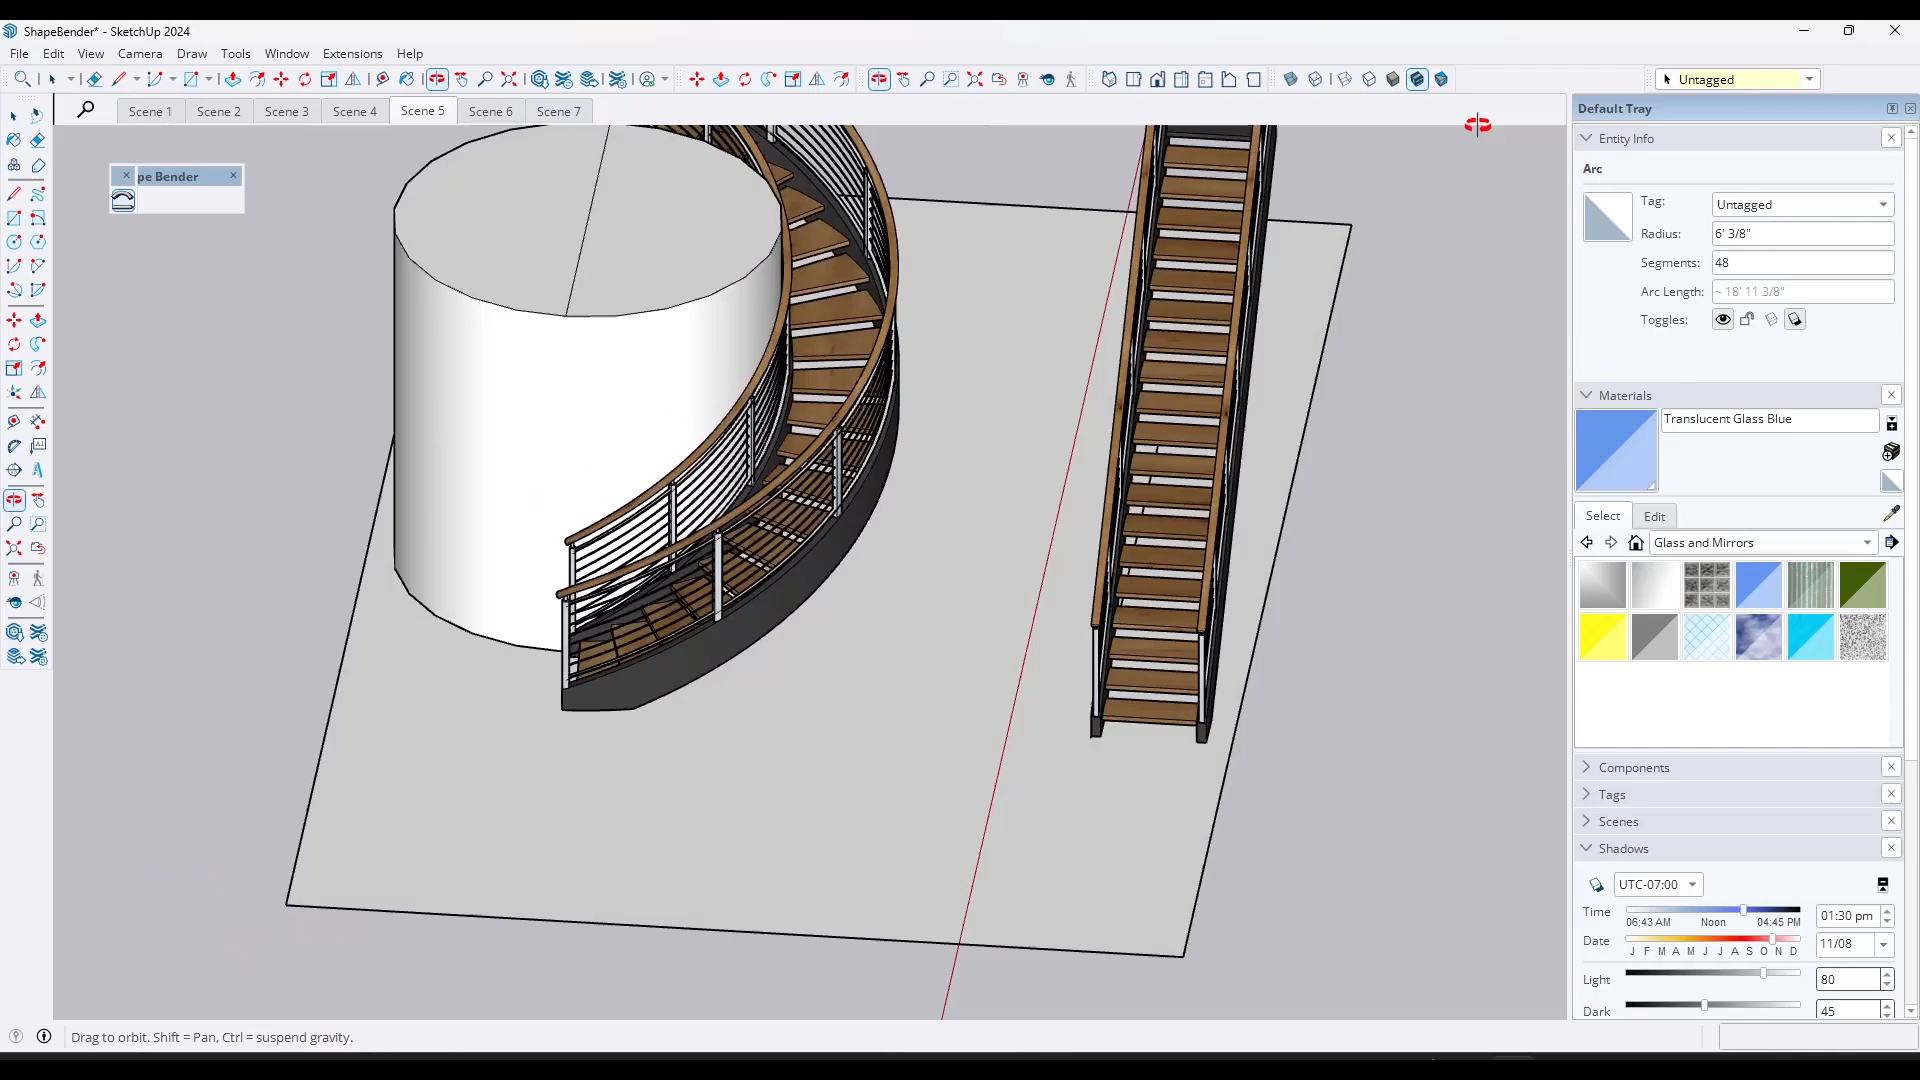 ShapeBender* - SketchUp 2024
File Edit View Camera Draw Tools Window Extensions Help
Untagged
Scene 1 Scene 2 Scene 3 Scene 4 Scene 5 Scene 6 Scene 7
pe Bender
Default Tray
Entity Info
Arc
Tag: Untagged
Radius: 6' 3/8"
Segments: 48
Arc Length: ~ 18' 11 3/8"
Toggles:
Materials
Translucent Glass Blue
Select Edit
Glass and Mirrors
Components
Tags
Scenes
Shadows
UTC-07:00
Time 06:43 AM Noon 04:45 PM 01:30 pm
Date J F M A M J J A S O N D 11/08
Light 80
Dark 45
Drag to orbit. Shift = Pan, Ctrl = suspend gravity.